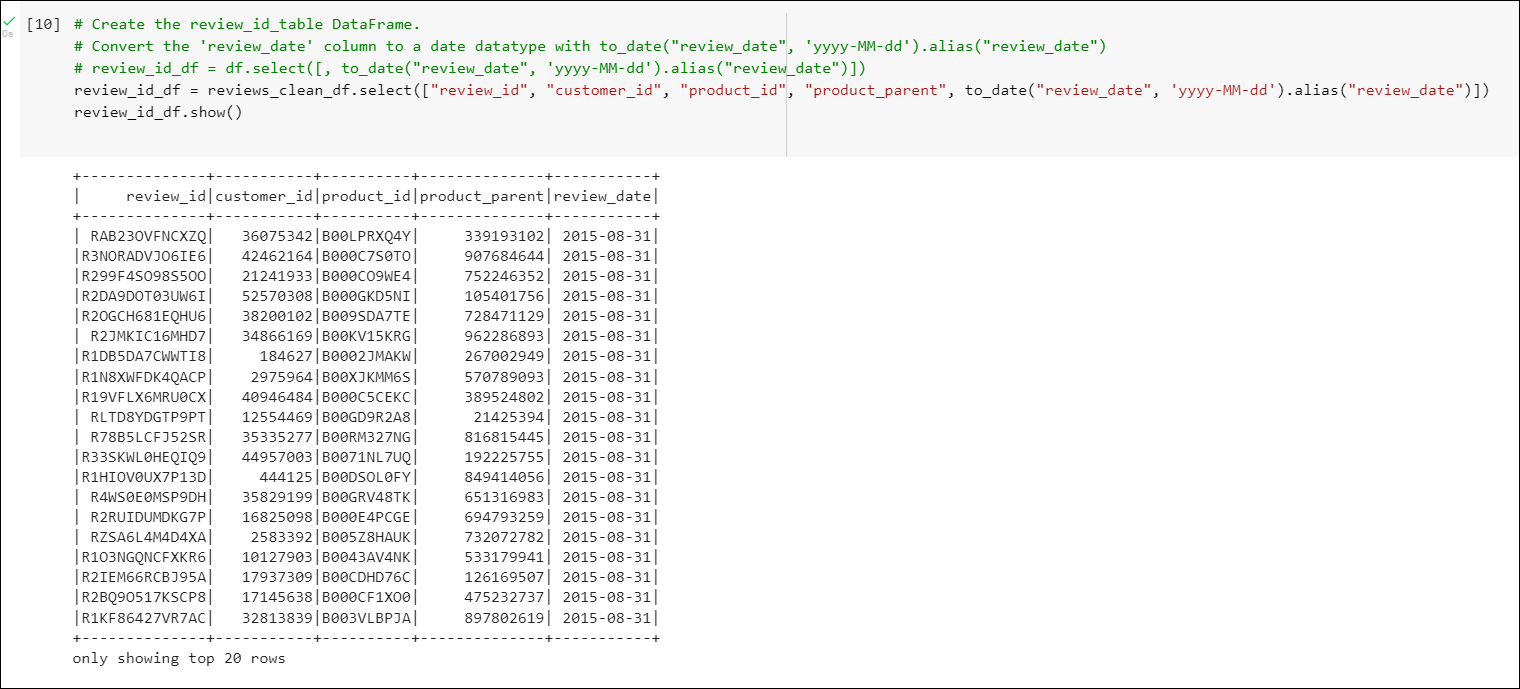 [10] # Create the review_id_table DataFrame.
0s
# Convert the 'review_date' column to a date datatype with to_date("review_date", 'yyyy-MM-dd').alias("review_date")
# review_id_df = df.select([, to_date("review_date", 'yyyy-MM-dd').alias("review_date")])
review_id_df = reviews_clean_df.select(["review_id", "customer_id", "product_id", "product_parent", to_date("review_date", 'yyyy-MM-dd').alias("review_date")])
review_id_df.show()
+--------------+-----------+----------+--------------+-----------+
|     review_id|customer_id|product_id|product_parent|review_date|
+--------------+-----------+----------+--------------+-----------+
| RAB23OVFNCXZQ|   36075342|B00LPRXQ4Y|     339193102| 2015-08-31|
|R3NORADVJO6IE6|   42462164|B000C7S0TO|     907684644| 2015-08-31|
|R299F4SO98S5OO|   21241933|B000CO9WE4|     752246352| 2015-08-31|
|R2DA9DOT03UW6I|   52570308|B000GKD5NI|     105401756| 2015-08-31|
|R2OGCH681EQHU6|   38200102|B009SDA7TE|     728471129| 2015-08-31|
| R2JMKIC16MHD7|   34866169|B00KV15KRG|     962286893| 2015-08-31|
|R1DB5DA7CWWTI8|     184627|B0002JMAKW|     267002949| 2015-08-31|
|R1N8XWFDK4QACP|    2975964|B00XJKMM6S|     570789093| 2015-08-31|
|R19VFLX6MRU0CX|   40946484|B000C5CEKC|     389524802| 2015-08-31|
| RLTD8YDGTP9PT|   12554469|B00GD9R2A8|      21425394| 2015-08-31|
| R78B5LCFJ52SR|   35335277|B00RM327NG|     816815445| 2015-08-31|
|R33SKWL0HEQIQ9|   44957003|B0071NL7UQ|     192225755| 2015-08-31|
|R1HIOV0UX7P13D|     444125|B00DSOL0FY|     849414056| 2015-08-31|
| R4WS0E0MSP9DH|   35829199|B00GRV48TK|     651316983| 2015-08-31|
| R2RUIDUMDKG7P|   16825098|B000E4PCGE|     694793259| 2015-08-31|
| RZSA6L4M4D4XA|    2583392|B005Z8HAUK|     732072782| 2015-08-31|
|R1O3NGQNCFXKR6|   10127903|B0043AV4NK|     533179941| 2015-08-31|
|R2IEM66RCBJ95A|   17937309|B00CDHD76C|     126169507| 2015-08-31|
|R2BQ9O517KSCP8|   17145638|B000CF1XO0|     475232737| 2015-08-31|
|R1KF86427VR7AC|   32813839|B003VLBPJA|     897802619| 2015-08-31|
+--------------+-----------+----------+--------------+-----------+
only showing top 20 rows